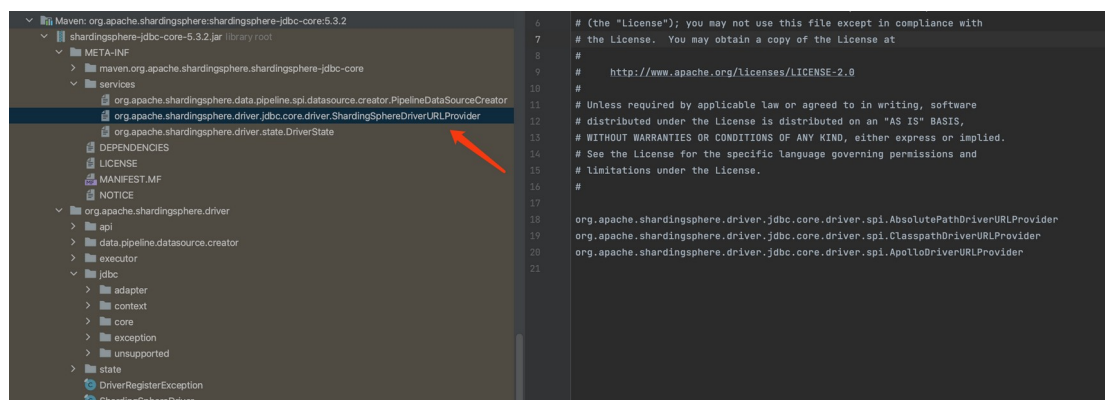 Maven: org.apache.shardingsphere:shardingsphere-jdbc-core:5.3.2
shardingsphere-jdbc-core-5.3.2.jar library root
META-INF
maven.org.apache.shardingsphere.shardingsphere-jdbc-core
services
org.apache.shardingsphere.data.pipeline.spi.datasource.creator.PipelineDataSourceCreator
org.apache.shardingsphere.driver.jdbc.core.driver.ShardingSphereDriverURLProvider
org.apache.shardingsphere.driver.state.DriverState
DEPENDENCIES
LICENSE
MANIFEST.MF
NOTICE
org.apache.shardingsphere.driver
api
data.pipeline.datasource.creator
executor
jdbc
adapter
context
core
exception
unsupported
state
DriverRegisterException
ShardingSphereDriver
6 # (the "License"); you may not use this file except in compliance with
7 # the License. You may obtain a copy of the License at
8 #
9 # http://www.apache.org/licenses/LICENSE-2.0
10 #
11 # Unless required by applicable law or agreed to in writing, software
12 # distributed under the License is distributed on an "AS IS" BASIS,
13 # WITHOUT WARRANTIES OR CONDITIONS OF ANY KIND, either express or implied.
14 # See the License for the specific language governing permissions and
15 # limitations under the License.
16 #
17
18 org.apache.shardingsphere.driver.jdbc.core.driver.spi.AbsolutePathDriverURLProvider
19 org.apache.shardingsphere.driver.jdbc.core.driver.spi.ClasspathDriverURLProvider
20 org.apache.shardingsphere.driver.jdbc.core.driver.spi.ApolloDriverURLProvider
21